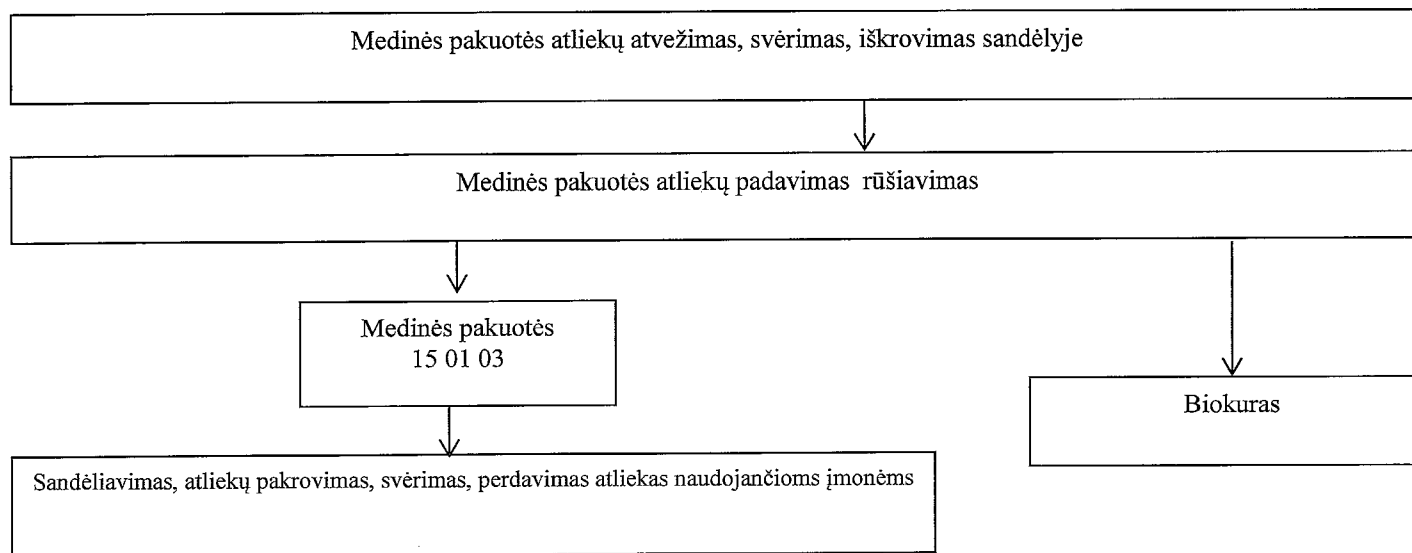 Medinės pakuotės atliekų atvežimas, svėrimas, iškrovimas sandėlyje
Medinės pakuotės atliekų padavimas rūšiavimas
Medinės pakuotės
15 01 03
Biokuras
Sandėliavimas, atliekų pakrovimas, svėrimas, perdavimas atliekas naudojančioms įmonėms